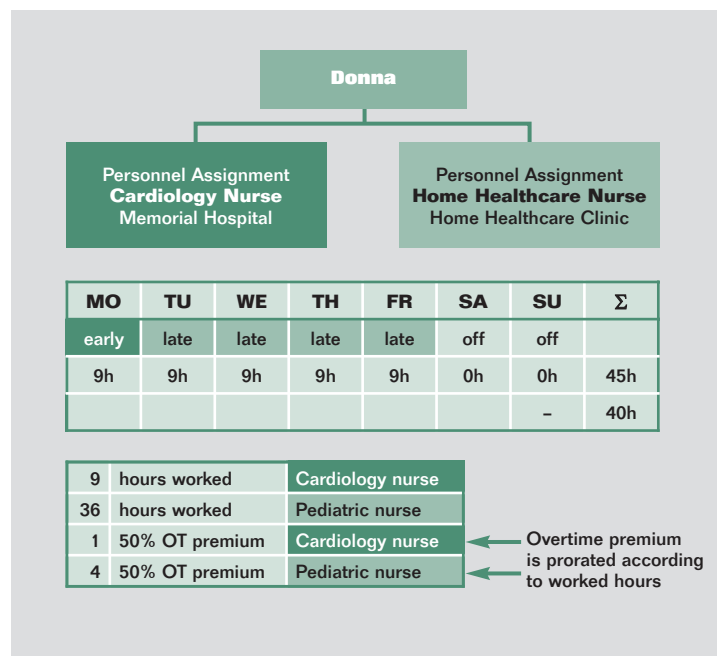 Donna
Personnel Assignment
Cardiology Nurse
Memorial Hospital
Personnel Assignment
Home Healthcare Nurse
Home Healthcare Clinic
MO TU WE TH FR SA SU Σ
early late late late late off off
9h 9h 9h 9h 9h 0h 0h 45h
– 40h
9 hours worked Cardiology nurse
36 hours worked Pediatric nurse
1 50% OT premium Cardiology nurse
4 50% OT premium Pediatric nurse
Overtime premium
is prorated according
to worked hours